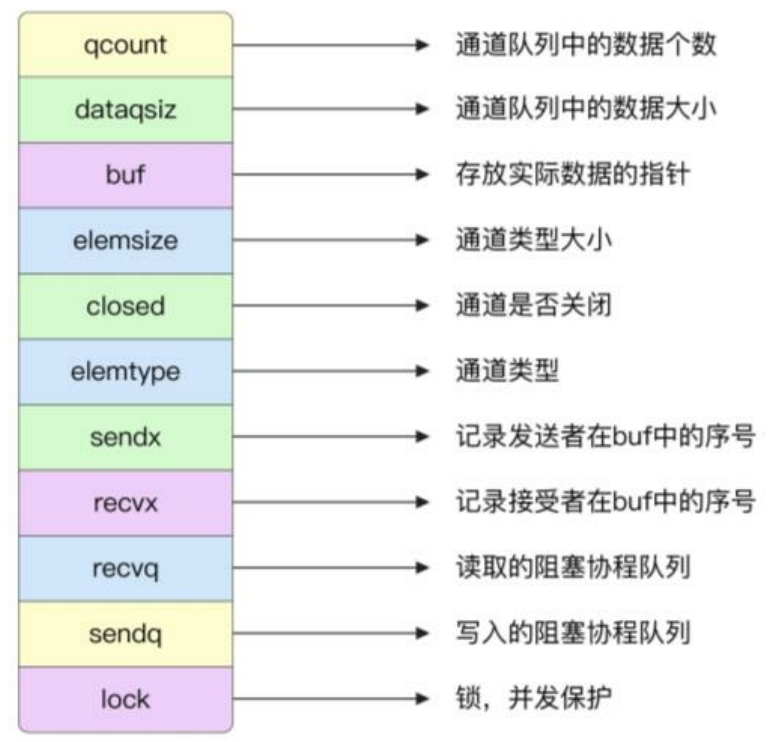 qcount 通道队列中的数据个数
dataqsiz 通道队列中的数据大小
buf 存放实际数据的指针
elemsize 通道类型大小
closed 通道是否关闭
elemtype 通道类型
sendx 记录发送者在buf中的序号
recvx 记录接受者在buf中的序号
recvq 读取的阻塞协程队列
sendq 写入的阻塞协程队列
lock 锁，并发保护